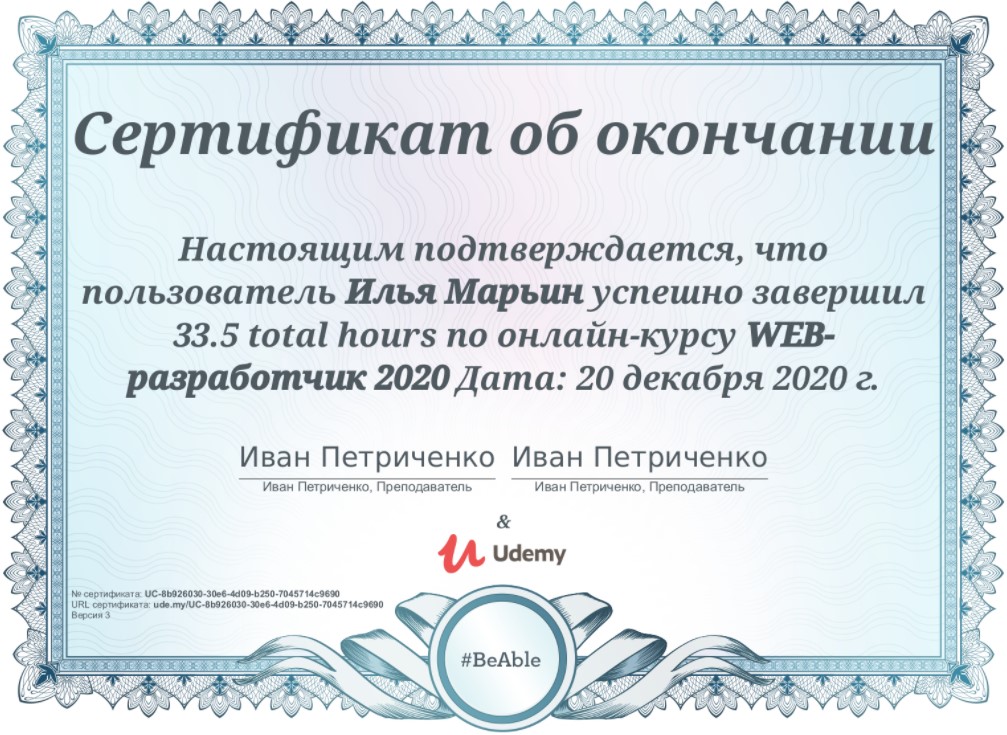 Сертификат об окончании
Настоящим подтверждается, что
пользователь Илья Марьин успешно завершил
33.5 total hours по онлайн-курсу WEB-
разработчик 2020 Дата: 20 декабря 2020 г.
Иван Петриченко Иван Петриченко
Иван Петриченко, Преподаватель Иван Петриченко, Преподаватель
&
Udemy
№ сертификата: UC-8b926030-30e6-4d09-b250-7045714c9690
URL сертификата: ude.my/UC-8b926030-30e6-4d09-b250-7045714c9690
Версия 3
#BeAble